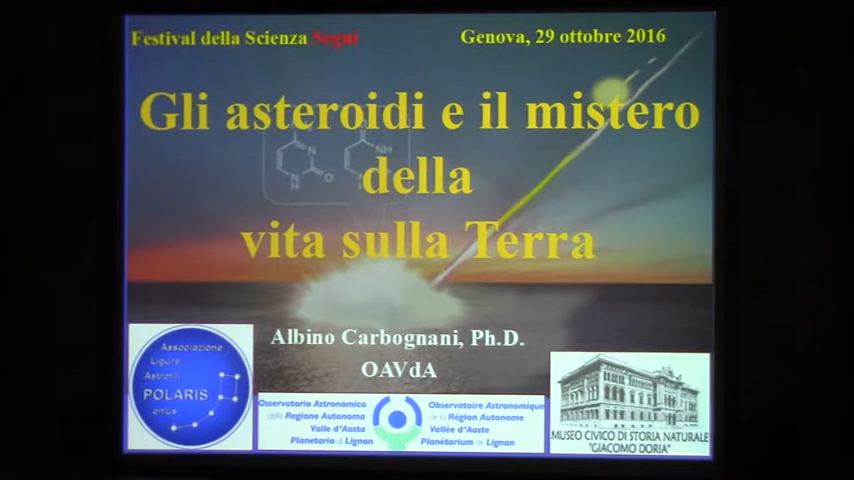 Festival della Scienza Segni
Genova, 29 ottobre 2016
Gli asteroidi e il mistero
della
vita sulla Terra
Albino Carbognani, Ph.D.
OAVdA
Associazione
Ligure
Astrofili
POLARIS
onlus
Osservatorio Astronomico
della Regione Autonoma
Valle d'Aosta
Planetario di Lignan
Observatoire Astronomique
de la Région Autonome
Vallée d'Aoste
Planétarium de Lignan
MUSEO CIVICO DI STORIA NATURALE
"GIACOMO DORIA"